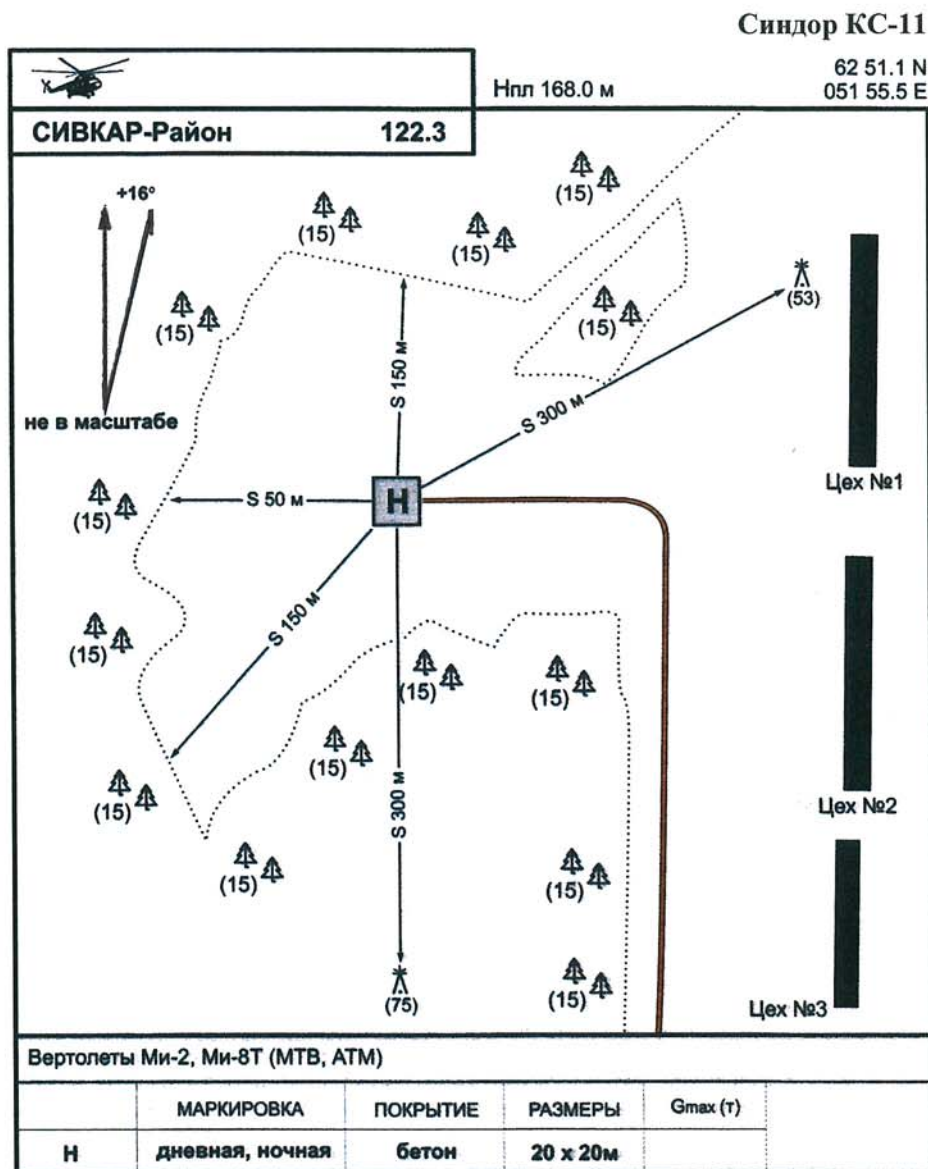 Синдор КС-11
Нпл 168.0 м
62 51.1 N
051 55.5 E
СИВКАР-Район 122.3
+16°
не в масштабе
(15)
(15)
(15)
(15)
(15)
(53)
S 150 м
S 300 м
Цех №1
(15)
S 50 м
H
S 150 м
(15)
(15)
(15)
(15)
(15)
Цех №2
S 300 м
(15)
(15)
(15)
(75)
Цех №3
Вертолеты Ми-2, Ми-8Т (МТВ, АТМ)
МАРКИРОВКА ПОКРЫТИЕ РАЗМЕРЫ Gmax (т)
H дневная, ночная бетон 20 x 20м